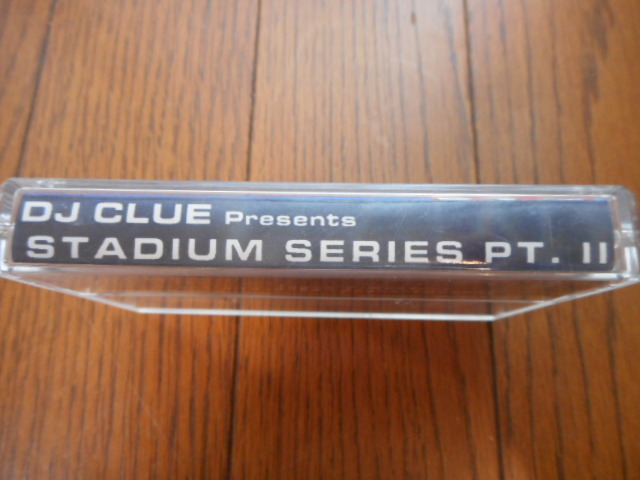 DJ CLUE Presents
STADIUM SERIES PT. II